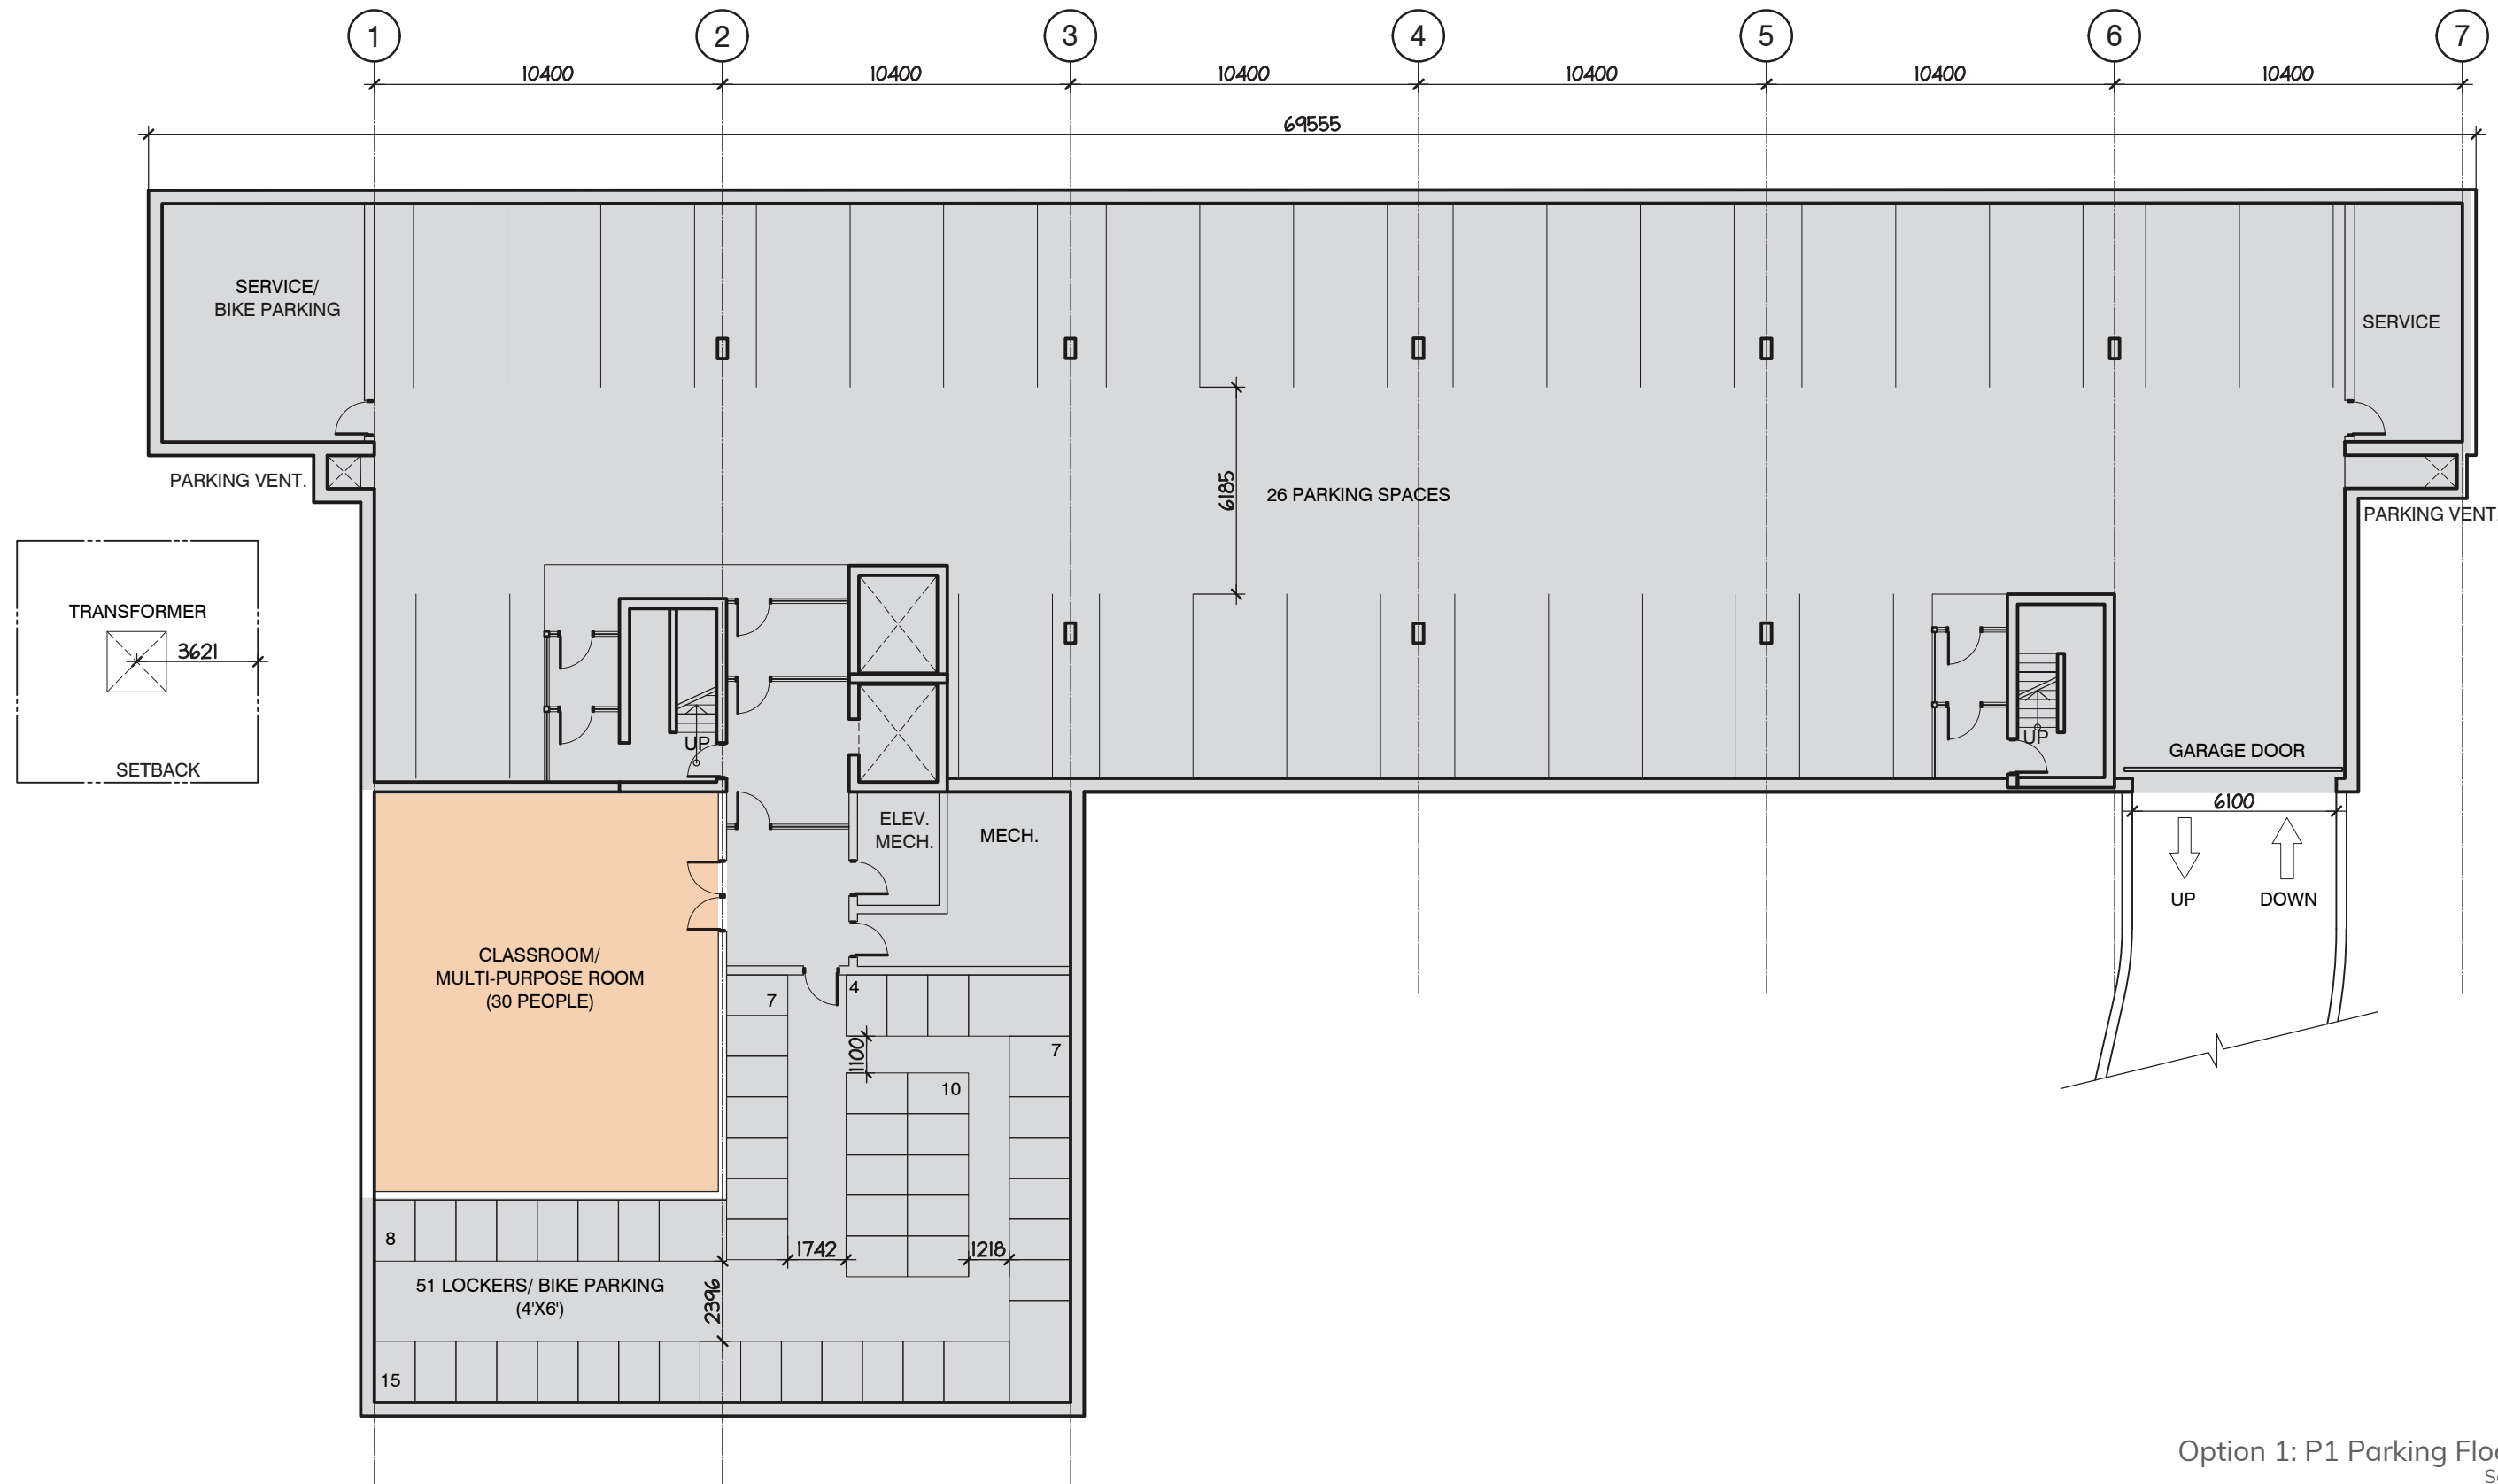 1 2 3 4 5 6 7
10400 10400 10400 10400 10400 10400
69555
SERVICE/
BIKE PARKING
SERVICE
PARKING VENT.
6185
26 PARKING SPACES
PARKING VENT.
TRANSFORMER
3621
SETBACK
UP
UP
GARAGE DOOR
6100
UP
DOWN
ELEV.
MECH.
MECH.
CLASSROOM/
MULTI-PURPOSE ROOM
(30 PEOPLE)
7
4
1100
7
10
8
1742
1218
51 LOCKERS/ BIKE PARKING
(4'X6')
2396
15
Option 1: P1 Parking